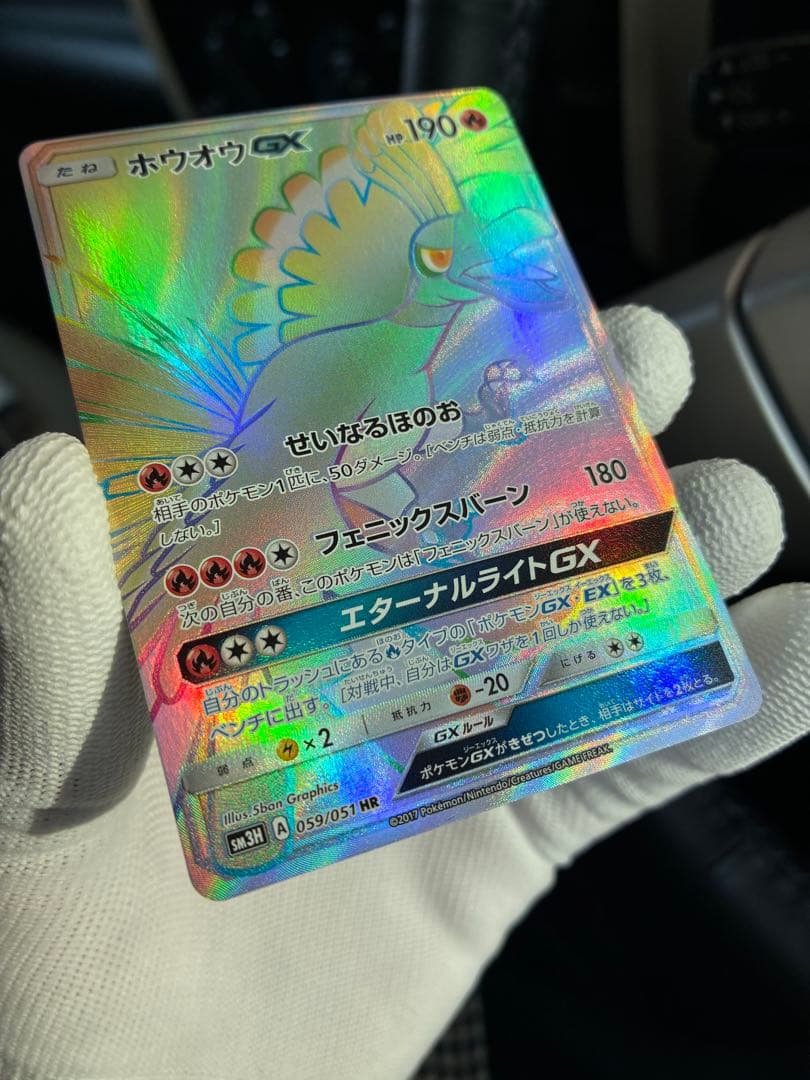 たね ホウオウGX HP 190
せいなるほのお
相手のポケモン1匹に、50ダメージ。[ベンチは弱点・抵抗力を計算
しない。]
フェニックスバーン 180
次の自分の番、このポケモンは「フェニックスバーン」が使えない。
エターナルライトGX
自分のトラッシュにあるタイプの「ポケモンGX・EX」を3枚、
ベンチに出す。[対戦中、自分はGXワザを1回しか使えない。]
弱点 ×2 抵抗力 -20 にげる
GXルール
ポケモンGXがきぜつしたとき、相手はサイドを2枚とる。
Illus.5ban Graphics
SM3H A 059/051 HR
©2017 Pokémon/Nintendo/Creatures/GAME FREAK.